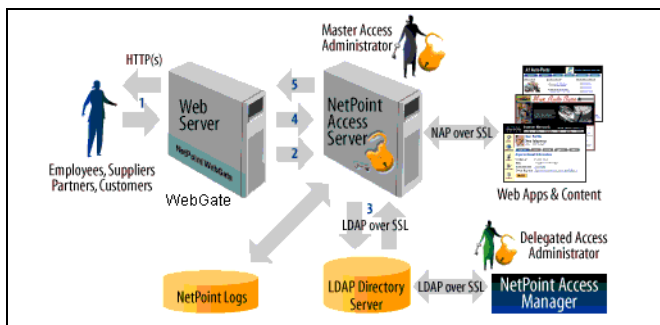 Master Access
Administrator
HTTP(s)
1
Web
Server
NetPoint WebGate
WebGate
5
4
2
NetPoint
Access
Server
NAP over SSL
Web Apps & Content
Employees, Suppliers
Partners, Customers
3
LDAP over SSL
Delegated Access
Administrator
NetPoint Logs
LDAP Directory
Server
LDAP over SSL
NetPoint Access
Manager